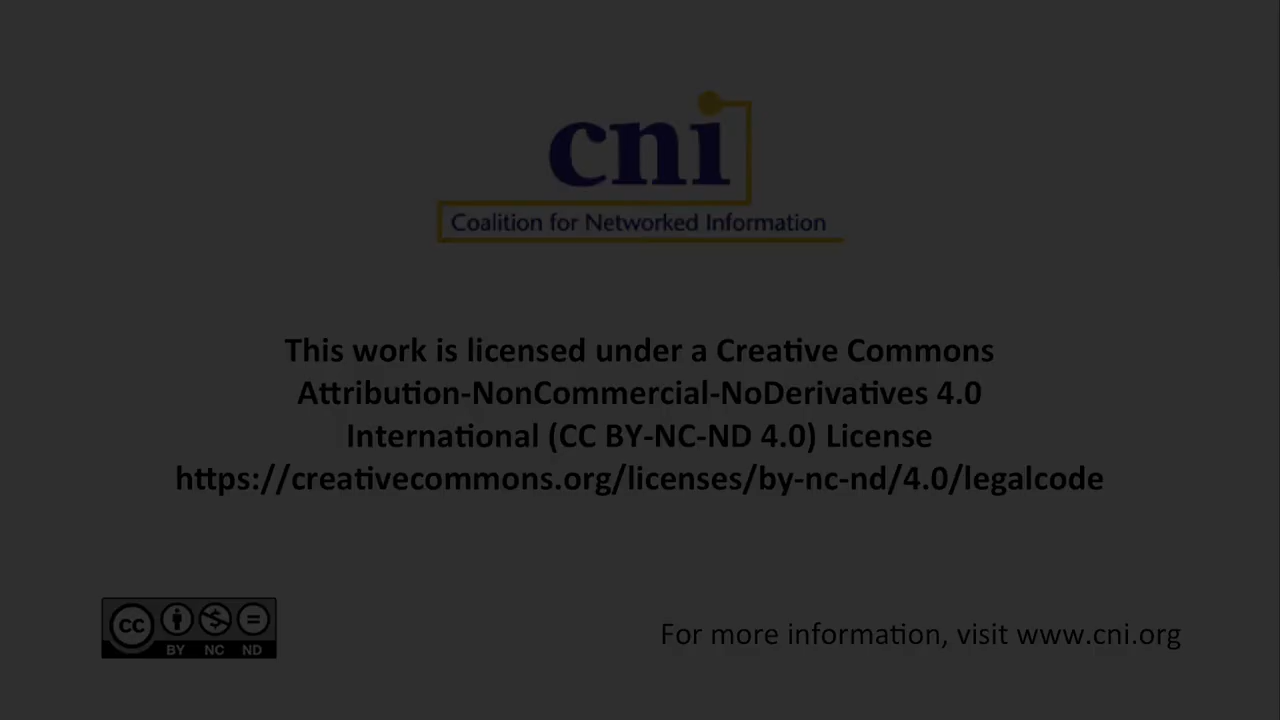 cni
Coalition for Networked Information
This work is licensed under a Creative Commons
Attribution-NonCommercial-NoDerivatives 4.0
International (CC BY-NC-ND 4.0) License
https://creativecommons.org/licenses/by-nc-nd/4.0/legalcode
CC BY NC ND
For more information, visit www.cni.org